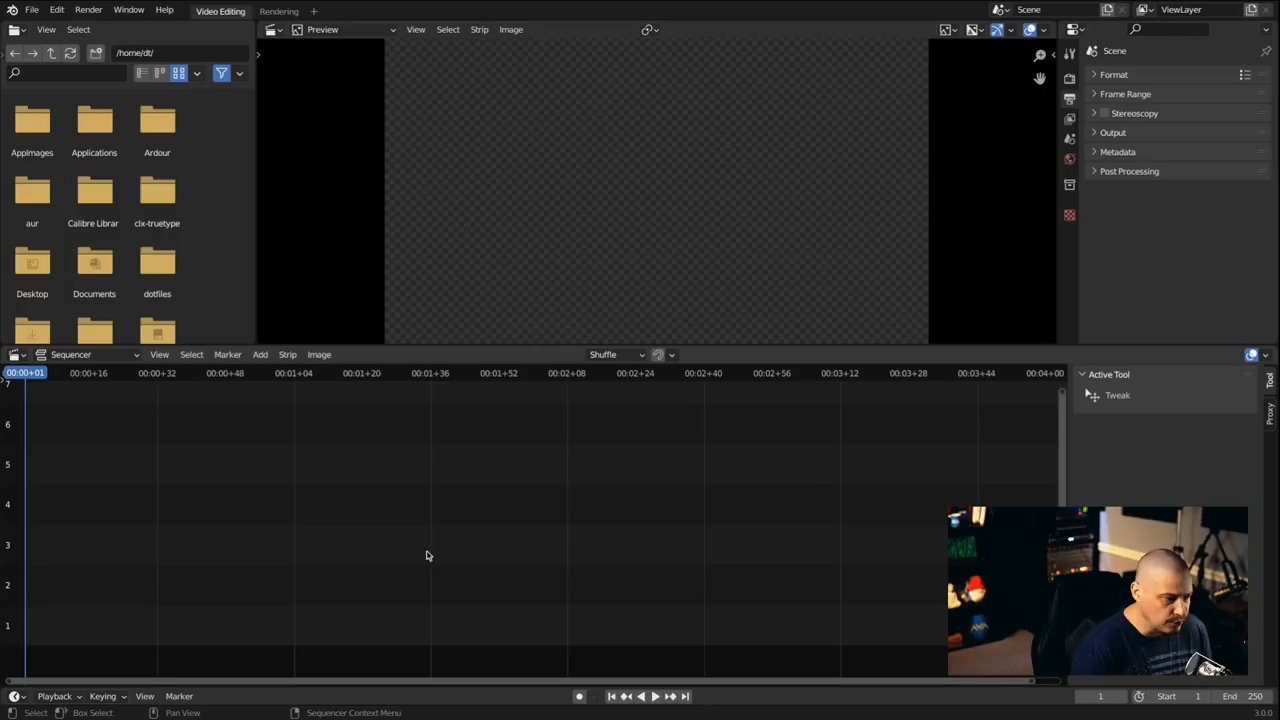 File Edit Render Window Help Video Editing Rendering + Scene ViewLayer
View Select Preview View Select Strip Image
/home/dt/ Scene
Format
Frame Range
Stereoscopy
Output
Metadata
Post Processing
AppImages Applications Ardour
aur Calibre Librar clx-truetype
Desktop Documents dotfiles
Sequencer View Select Marker Add Strip Image Shuffle
00:00+01 00:00+16 00:00+32 00:00+48 00:01+04 00:01+20 00:01+36 00:01+52 00:02+08 00:02+24 00:02+40 00:02+56 00:03+12 00:03+28 00:03+44 00:04+00
Active Tool
Tweak
Tool
Proxy
7
6
5
4
3
2
1
Playback Keying View Marker 1 Start 1 End 250
Select Box Select Pan View Sequencer Context Menu 3.0.0